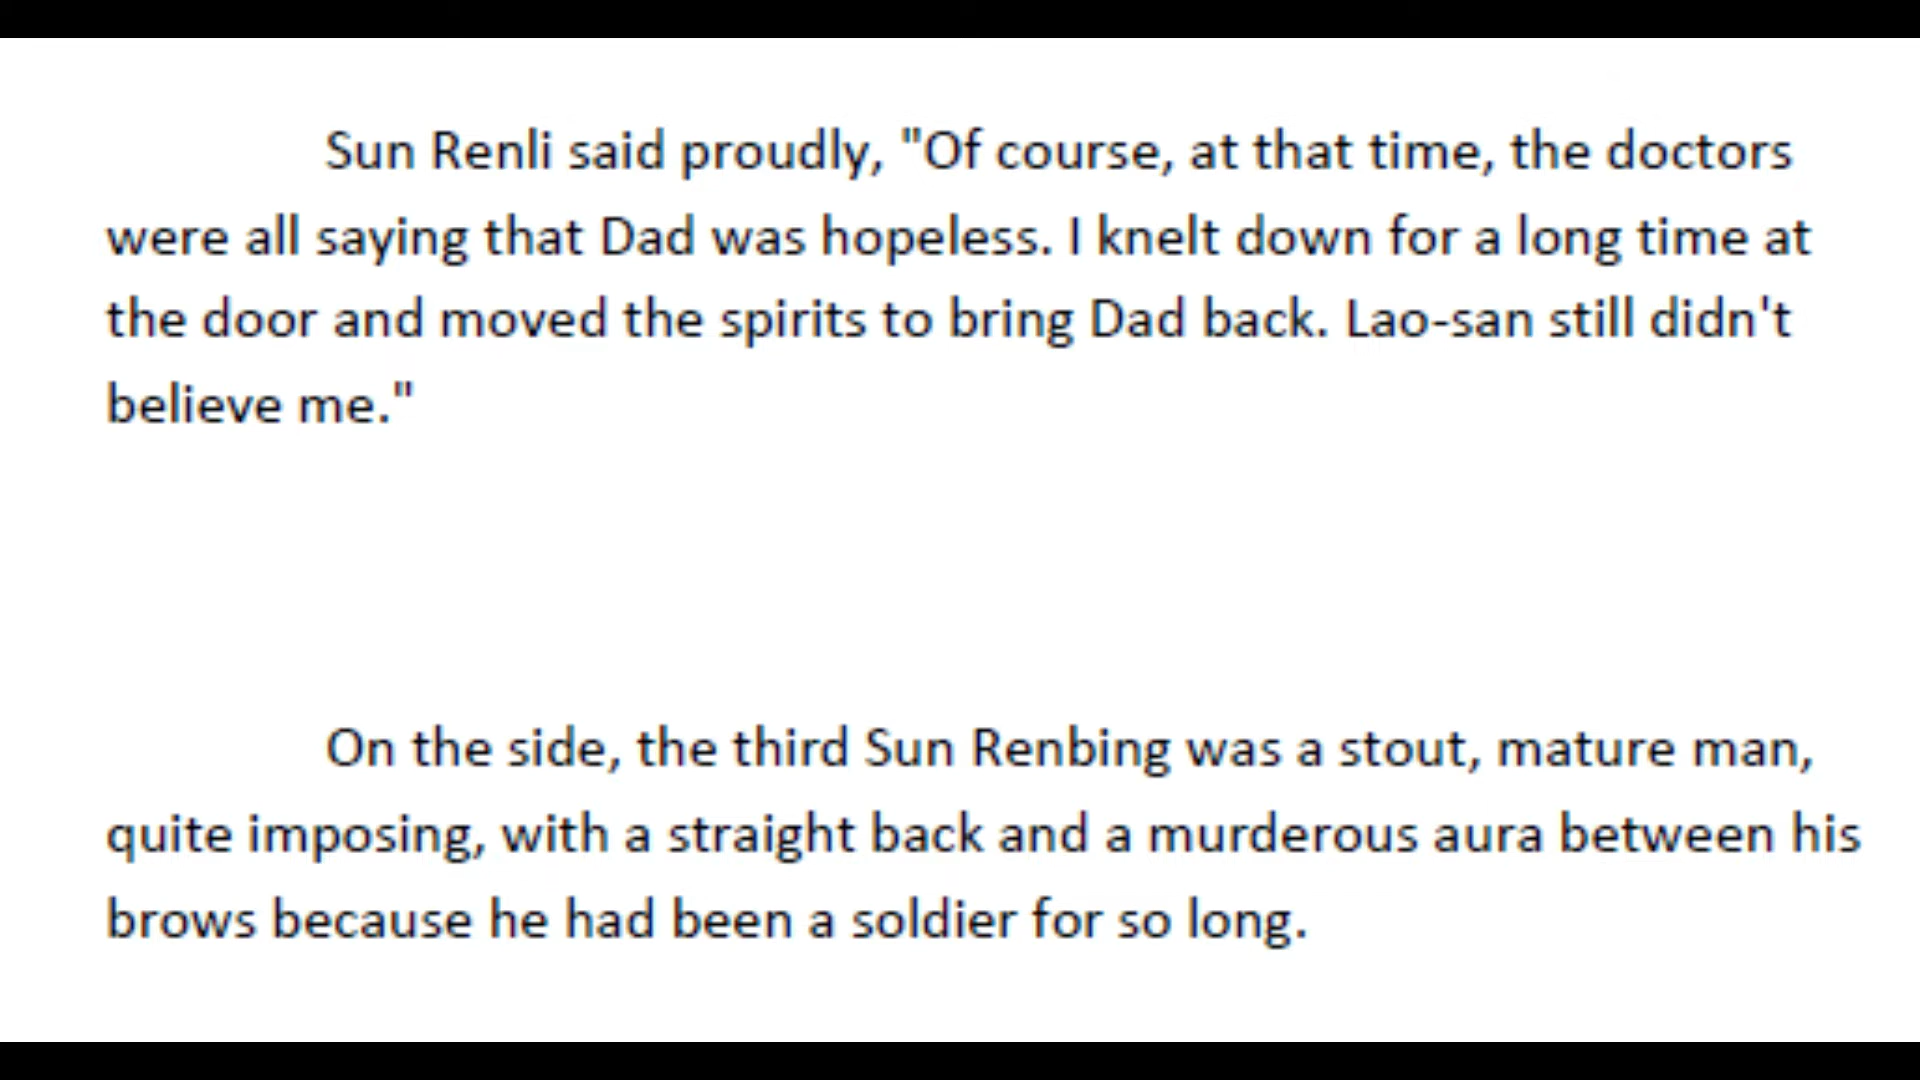 Sun Renli said proudly, "Of course, at that time, the doctors
were all saying that Dad was hopeless. I knelt down for a long time at
the door and moved the spirits to bring Dad back. Lao-san still didn't
believe me."
On the side, the third Sun Renbing was a stout, mature man,
quite imposing, with a straight back and a murderous aura between his
brows because he had been a soldier for so long.